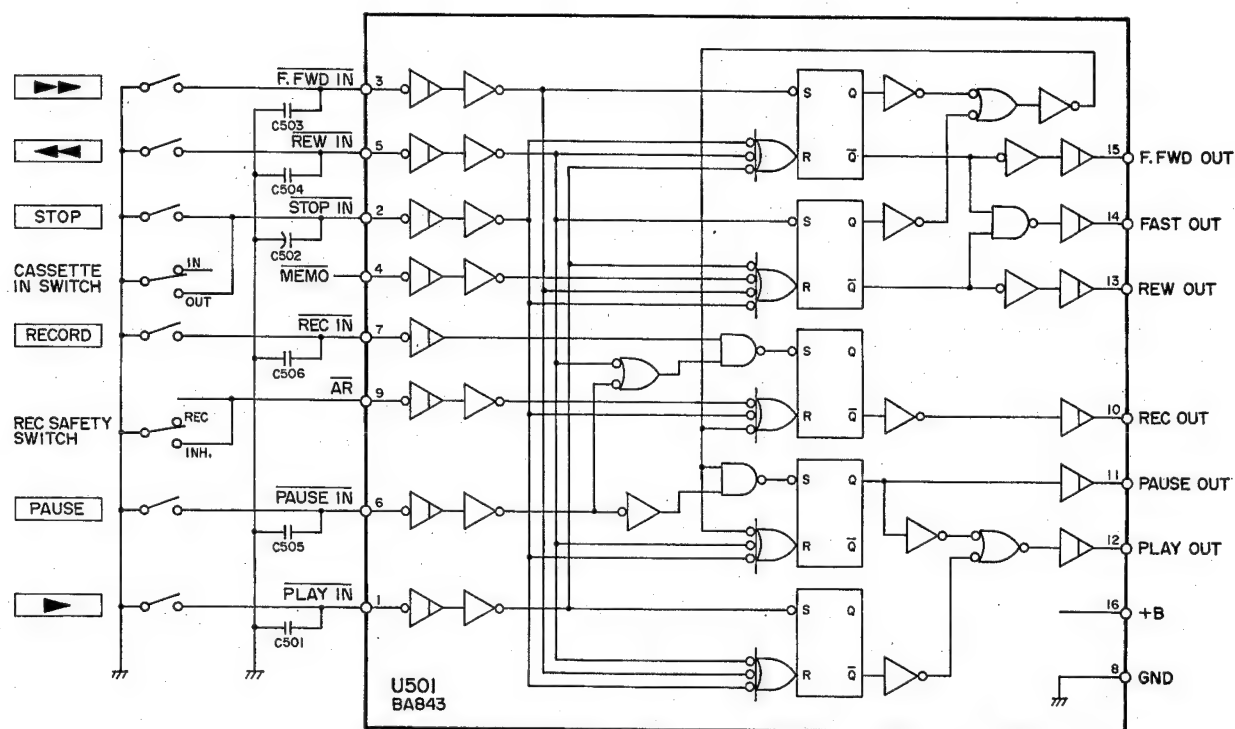 F.FWD IN
3
C503
REW IN
5
C504
STOP
STOP IN
2
C502
CASSETTE
IN SWITCH
IN
OUT
MEMO
4
RECORD
REC IN
7
C506
AR
9
REC SAFETY
SWITCH
REC
INH.
PAUSE
PAUSE IN
6
C505
PLAY IN
1
C501
U501
BA843
S Q
R Q
S Q
R Q
S Q
R Q
S Q
R Q
S Q
R Q
15
F.FWD OUT
14
FAST OUT
13
REW OUT
10
REC OUT
11
PAUSE OUT
12
PLAY OUT
16
+B
8
GND